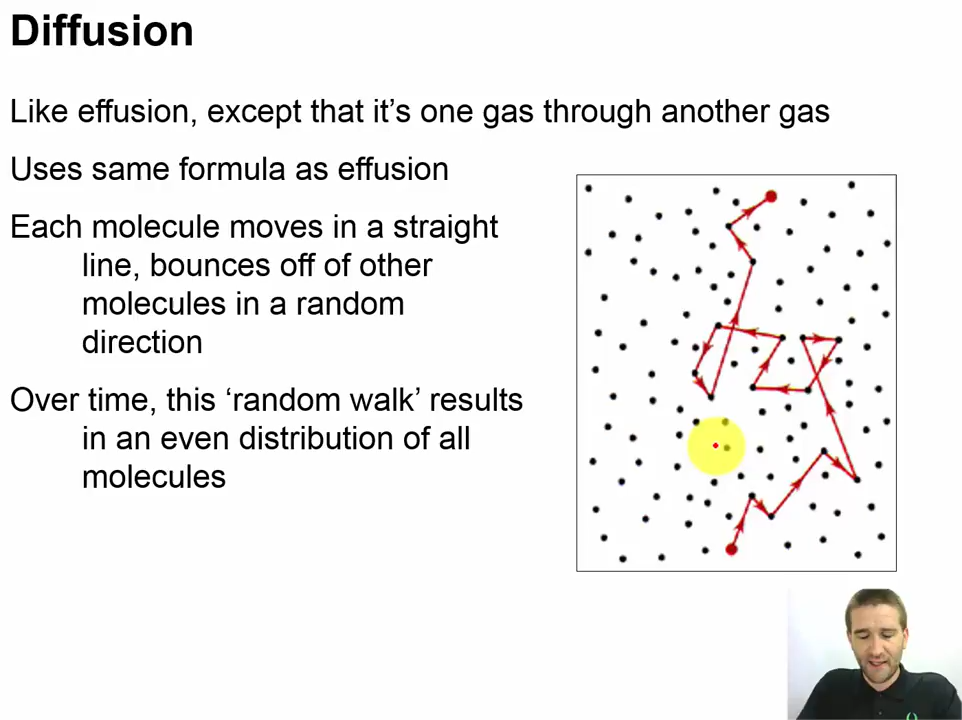 Diffusion
Like effusion, except that it’s one gas through another gas
Uses same formula as effusion
Each molecule moves in a straight
line, bounces off of other
molecules in a random
direction
Over time, this ‘random walk’ results
in an even distribution of all
molecules